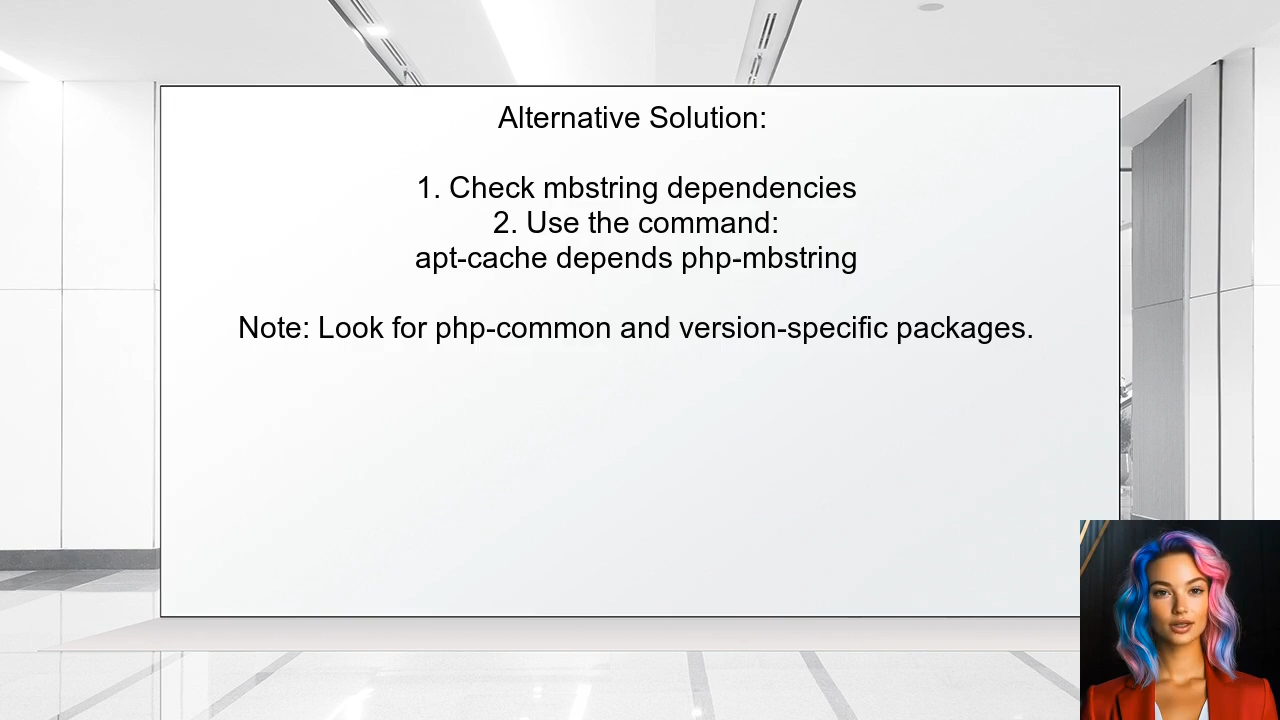 Alternative Solution:
1. Check mbstring dependencies
2. Use the command:
apt-cache depends php-mbstring
Note: Look for php-common and version-specific packages.